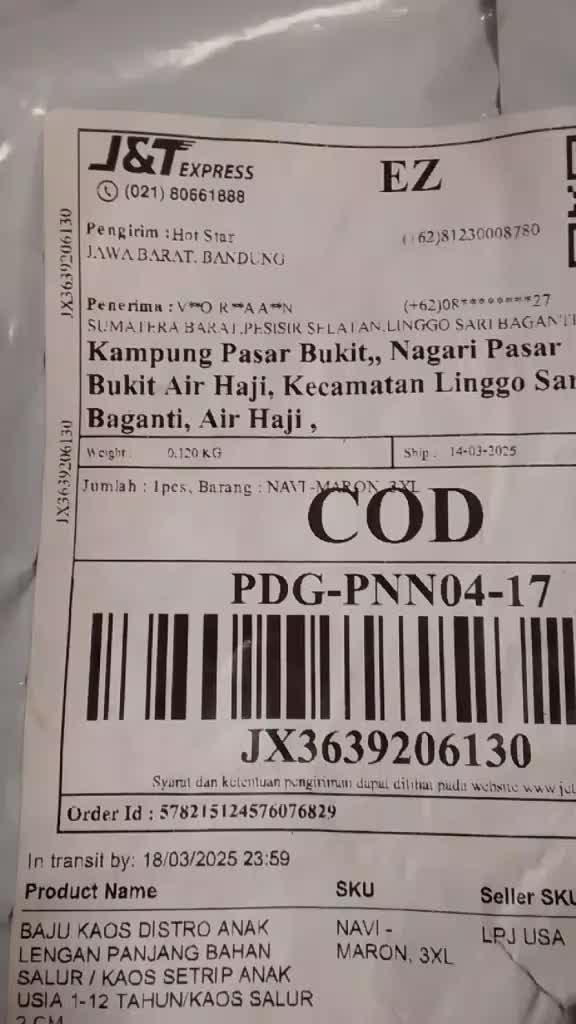 J&T EXPRESS
EZ
(021) 80661888
Pengirim : Hot Star
(+62)81230008780
JAWA BARAT, BANDUNG
JX3639206130
Penerima : V**O R**A A**N
(+62)08********27
SUMATERA BARAT,PESISIR SELATAN,LINGGO SARI BAGANTI
Kampung Pasar Bukit,, Nagari Pasar
Bukit Air Haji, Kecamatan Linggo Sar
Baganti, Air Haji ,
JX3639206130
Weight : 0.120 KG
Ship : 14-03-2025
Jumlah : 1pcs, Barang : NAVI -MARON, 3XL
COD
PDG-PNN04-17
JX3639206130
Syarat dan ketentuan pengiriman dapat dilihat pada website www.jet
Order Id : 578215124576076829
In transit by: 18/03/2025 23:59
Product Name SKU Seller SKU
BAJU KAOS DISTRO ANAK NAVI - LPJ USA
LENGAN PANJANG BAHAN MARON, 3XL
SALUR / KAOS SETRIP ANAK
USIA 1-12 TAHUN/KAOS SALUR
2 CM